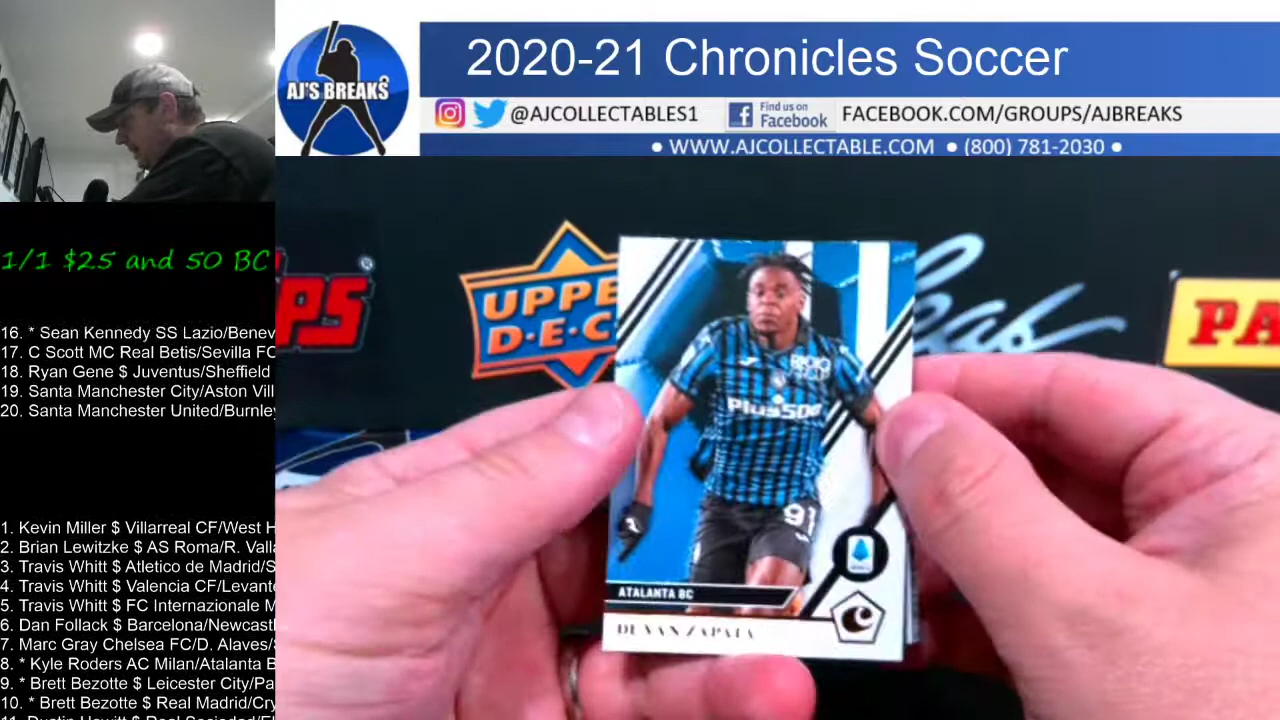 2020-21 Chronicles Soccer
AJ'S BREAKS
@AJCOLLECTABLES1
Find us on
Facebook
FACEBOOK.COM/GROUPS/AJBREAKS
• WWW.AJCOLLECTABLE.COM • (800) 781-2030 •
1/1 $25 and 50 BC
16. * Sean Kennedy SS Lazio/Benev
17. C Scott MC Real Betis/Sevilla FC
18. Ryan Gene $ Juventus/Sheffield
19. Santa Manchester City/Aston Vill
20. Santa Manchester United/Burnley
1. Kevin Miller $ Villarreal CF/West H
2. Brian Lewitzke $ AS Roma/R. Valla
3. Travis Whitt $ Atletico de Madrid/S
4. Travis Whitt $ Valencia CF/Levante
5. Travis Whitt $ FC Internazionale M
6. Dan Follack $ Barcelona/Newcastl
7. Marc Gray Chelsea FC/D. Alaves/S
8. * Kyle Roders AC Milan/Atalanta B
9. * Brett Bezotte $ Leicester City/Pa
10. * Brett Bezotte $ Real Madrid/Cry
PPS
UPPE
D·E·C
Leaf
PA
Plus500
91
ATALANTA BC
DUVAN ZAPATA